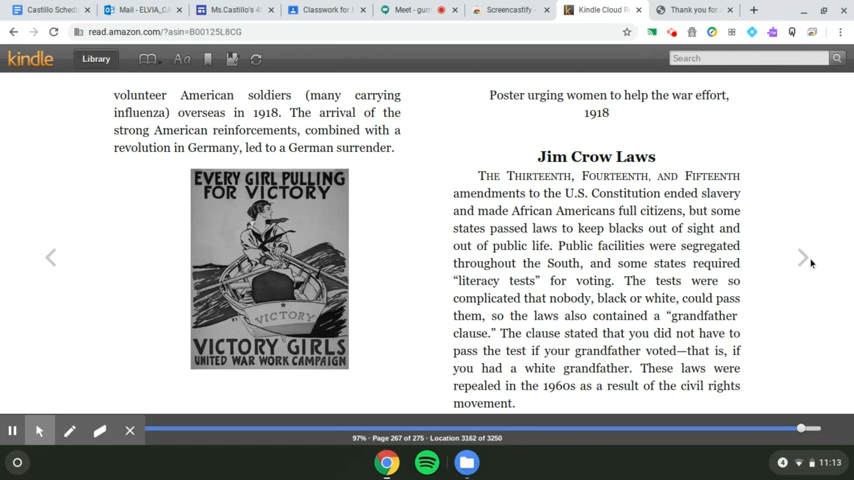 Castillo Schedu
Mail - ELVIA_CA
Ms.Castillo's 4t
Classwork for
Meet - gum
Screencastify -
Kindle Cloud Re
Thank you for
read.amazon.com/?asin=B00125L8CG
kindle
Library
Aa
Search
volunteer American soldiers (many carrying
influenza) overseas in 1918. The arrival of the
strong American reinforcements, combined with a
revolution in Germany, led to a German surrender.
EVERY GIRL PULLING
FOR VICTORY
VICTORY
VICTORY GIRLS
UNITED WAR WORK CAMPAIGN
Poster urging women to help the war effort,
1918
Jim Crow Laws
THE THIRTEENTH, FOURTEENTH, AND FIFTEENTH
amendments to the U.S. Constitution ended slavery
and made African Americans full citizens, but some
states passed laws to keep blacks out of sight and
out of public life. Public facilities were segregated
throughout the South, and some states required
“literacy tests” for voting. The tests were so
complicated that nobody, black or white, could pass
them, so the laws also contained a “grandfather
clause.” The clause stated that you did not have to
pass the test if your grandfather voted—that is, if
you had a white grandfather. These laws were
repealed in the 1960s as a result of the civil rights
movement.
97% · Page 267 of 275 · Location 3162 of 3250
4
11:13